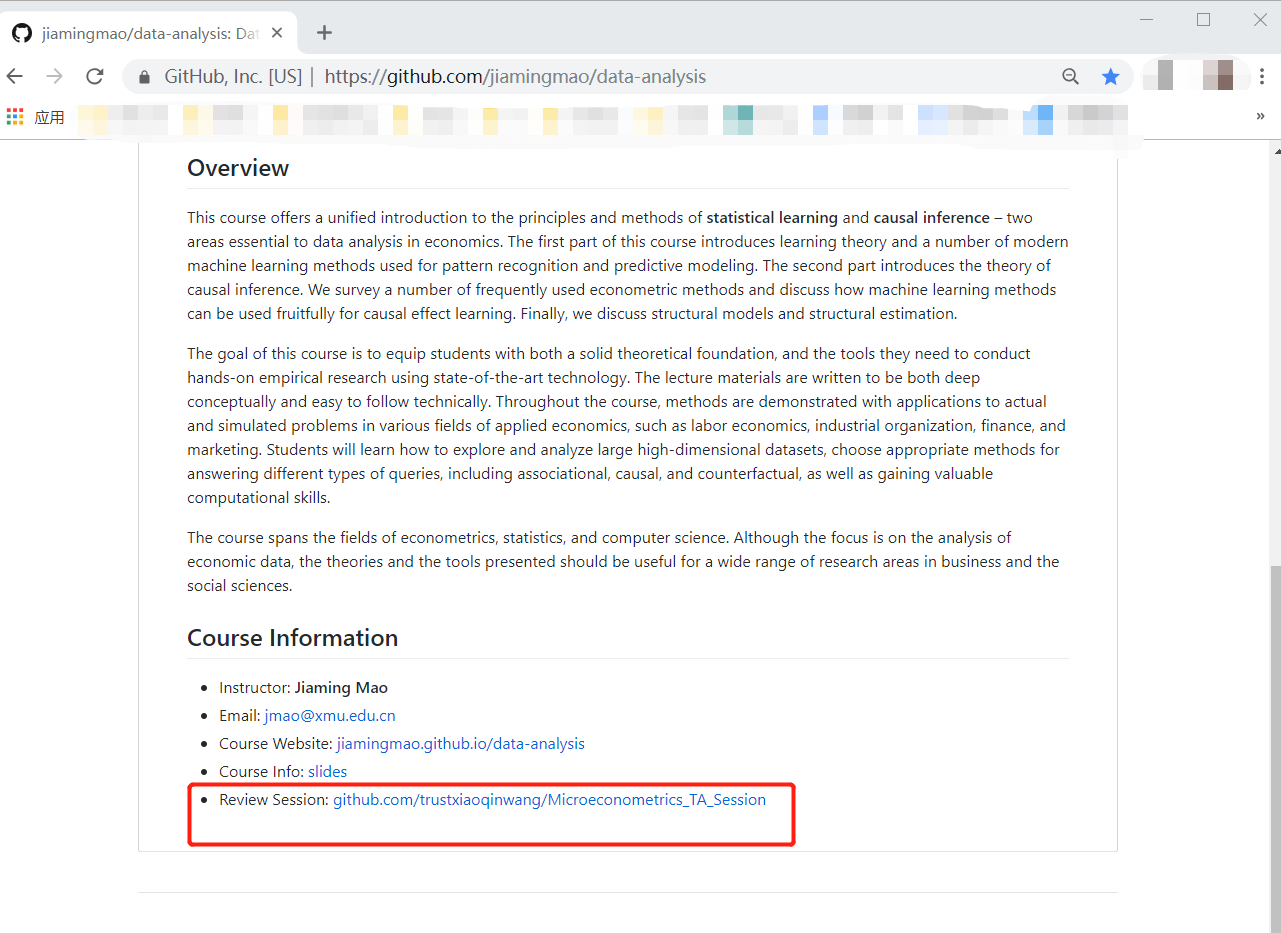 jiamingmao/data-analysis: Dat
GitHub, Inc. [US] | https://github.com/jiamingmao/data-analysis
应用
»
Overview
This course offers a unified introduction to the principles and methods of statistical learning and causal inference – two
areas essential to data analysis in economics. The first part of this course introduces learning theory and a number of modern
machine learning methods used for pattern recognition and predictive modeling. The second part introduces the theory of
causal inference. We survey a number of frequently used econometric methods and discuss how machine learning methods
can be used fruitfully for causal effect learning. Finally, we discuss structural models and structural estimation.
The goal of this course is to equip students with both a solid theoretical foundation, and the tools they need to conduct
hands-on empirical research using state-of-the-art technology. The lecture materials are written to be both deep
conceptually and easy to follow technically. Throughout the course, methods are demonstrated with applications to actual
and simulated problems in various fields of applied economics, such as labor economics, industrial organization, finance, and
marketing. Students will learn how to explore and analyze large high-dimensional datasets, choose appropriate methods for
answering different types of queries, including associational, causal, and counterfactual, as well as gaining valuable
computational skills.
The course spans the fields of econometrics, statistics, and computer science. Although the focus is on the analysis of
economic data, the theories and the tools presented should be useful for a wide range of research areas in business and the
social sciences.
Course Information
• Instructor: Jiaming Mao
• Email: jmao@xmu.edu.cn
• Course Website: jiamingmao.github.io/data-analysis
• Course Info: slides
• Review Session: github.com/trustxiaoqinwang/Microeconometrics_TA_Session